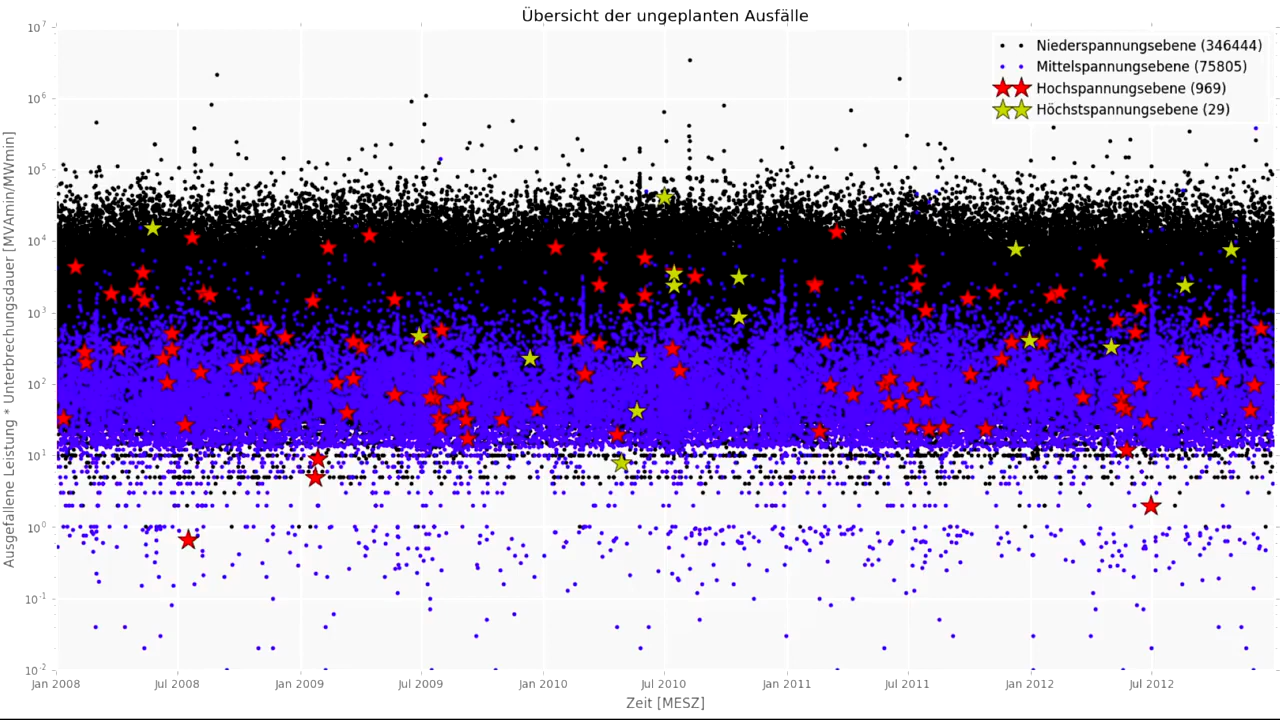 Übersicht der ungeplanten Ausfälle
Niederspannungsebene (346444)
Mittelspannungsebene (75805)
Hochspannungsebene (969)
Höchstspannungsebene (29)
Ausgefallene Leistung * Unterbrechungsdauer [MVAmin/MWmin]
10^7
10^6
10^5
10^4
10^3
10^2
10^1
10^0
10^-1
10^-2
Jan 2008 Jul 2008 Jan 2009 Jul 2009 Jan 2010 Jul 2010 Jan 2011 Jul 2011 Jan 2012 Jul 2012
Zeit [MESZ]